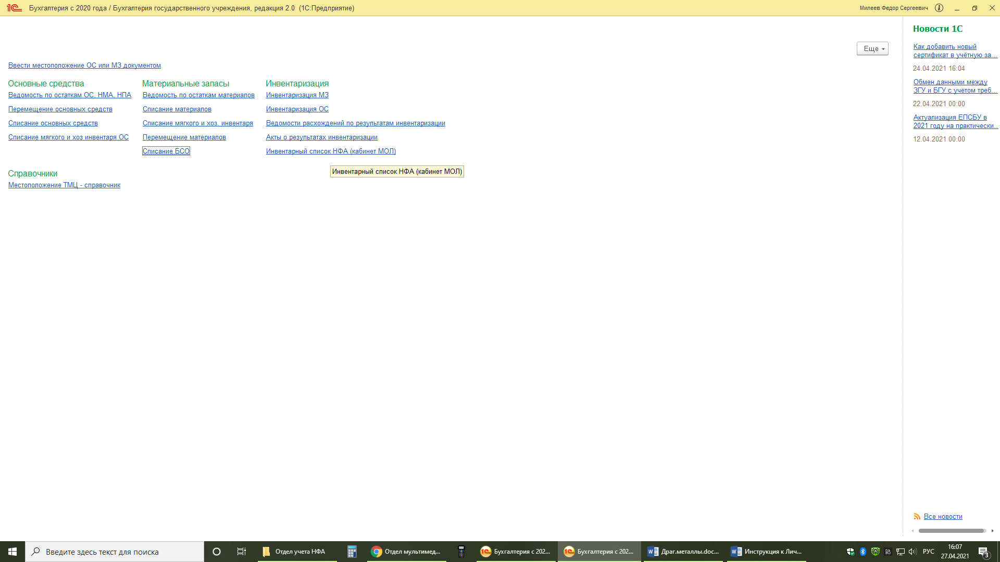 Бухгалтерия с 2020 года / Бухгалтерия государственного учреждения, редакция 2.0 (1С:Предприятие)
Милеев Федор Сергеевич
Еще
Ввести местоположение ОС или МЗ документом
Основные средства
Ведомость по остаткам ОС, НМА, НПА
Перемещение основных средств
Списание основных средств
Списание мягкого и хоз инвентаря ОС
Материальные запасы
Ведомость по остаткам материалов
Списание материалов
Списание мягкого и хоз. инвентаря
Перемещение материалов
Списание БСО
Инвентаризация
Инвентаризация МЗ
Инвентаризация ОС
Ведомости расхождений по результатам инвентаризации
Акты о результатах инвентаризации
Инвентарный список НФА (кабинет МОЛ)
Инвентарный список НФА (кабинет МОЛ)
Справочники
Местоположение ТМЦ - справочник
Новости 1С
Как добавить новый
сертификат в учётную за...
24.04.2021 16:04
Обмен данными между
ЗГУ и БГУ с учетом треб...
22.04.2021 00:00
Актуализация ЕПСБУ в
2021 году на практически...
12.04.2021 00:00
Все новости
Введите здесь текст для поиска
Отдел учета НФА
Отдел мультимед...
Бухгалтерия с 202...
Бухгалтерия с 202...
Драг.металлы.doc...
Инструкция к Лич...
РУС
16:07
27.04.2021
3